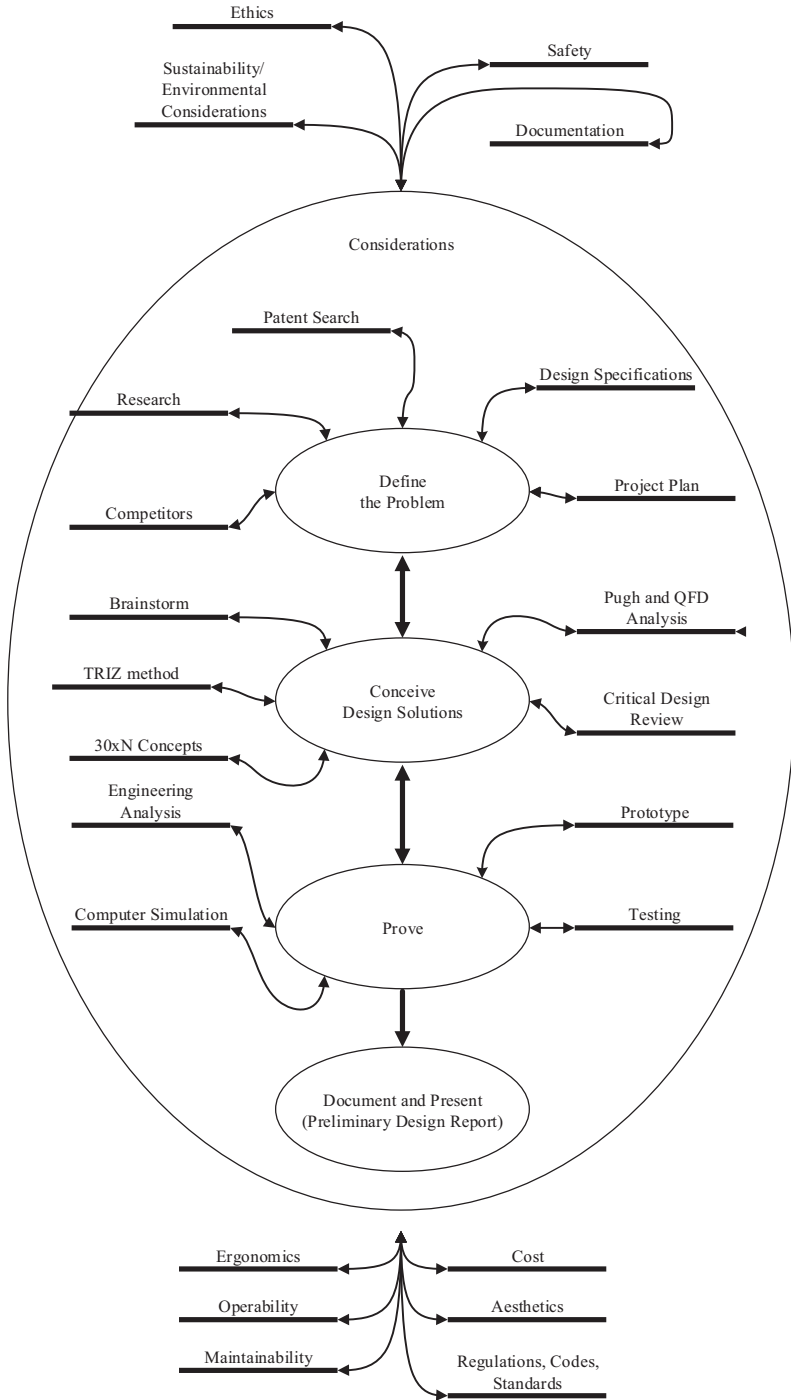 Ethics
Safety
Sustainability/
Environmental
Considerations
Documentation
Considerations
Patent Search
Design Specifications
Research
Define
the Problem
Project Plan
Competitors
Brainstorm
Pugh and QFD
Analysis
TRIZ method
Conceive
Design Solutions
Critical Design
Review
30xN Concepts
Engineering
Analysis
Prototype
Computer Simulation
Prove
Testing
Document and Present
(Preliminary Design Report)
Ergonomics
Cost
Operability
Aesthetics
Maintainability
Regulations, Codes,
Standards